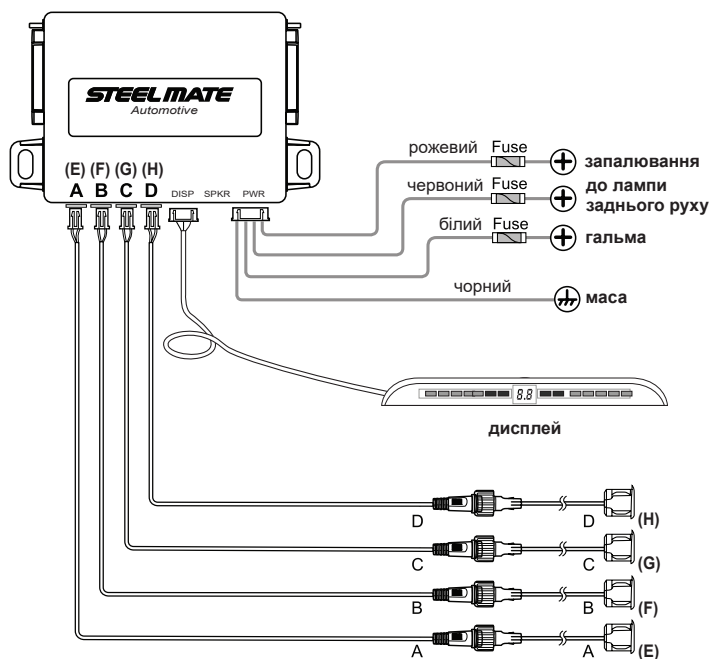 STEEL MATE
Automotive
(E) (F) (G) (H)
A B C D DISP SPKR PWR
рожевий Fuse запалювання
червоний Fuse до лампи
заднього руху
білий Fuse гальма
чорний маса
8.8
дисплей
D D (H)
C C (G)
B B (F)
A A (E)